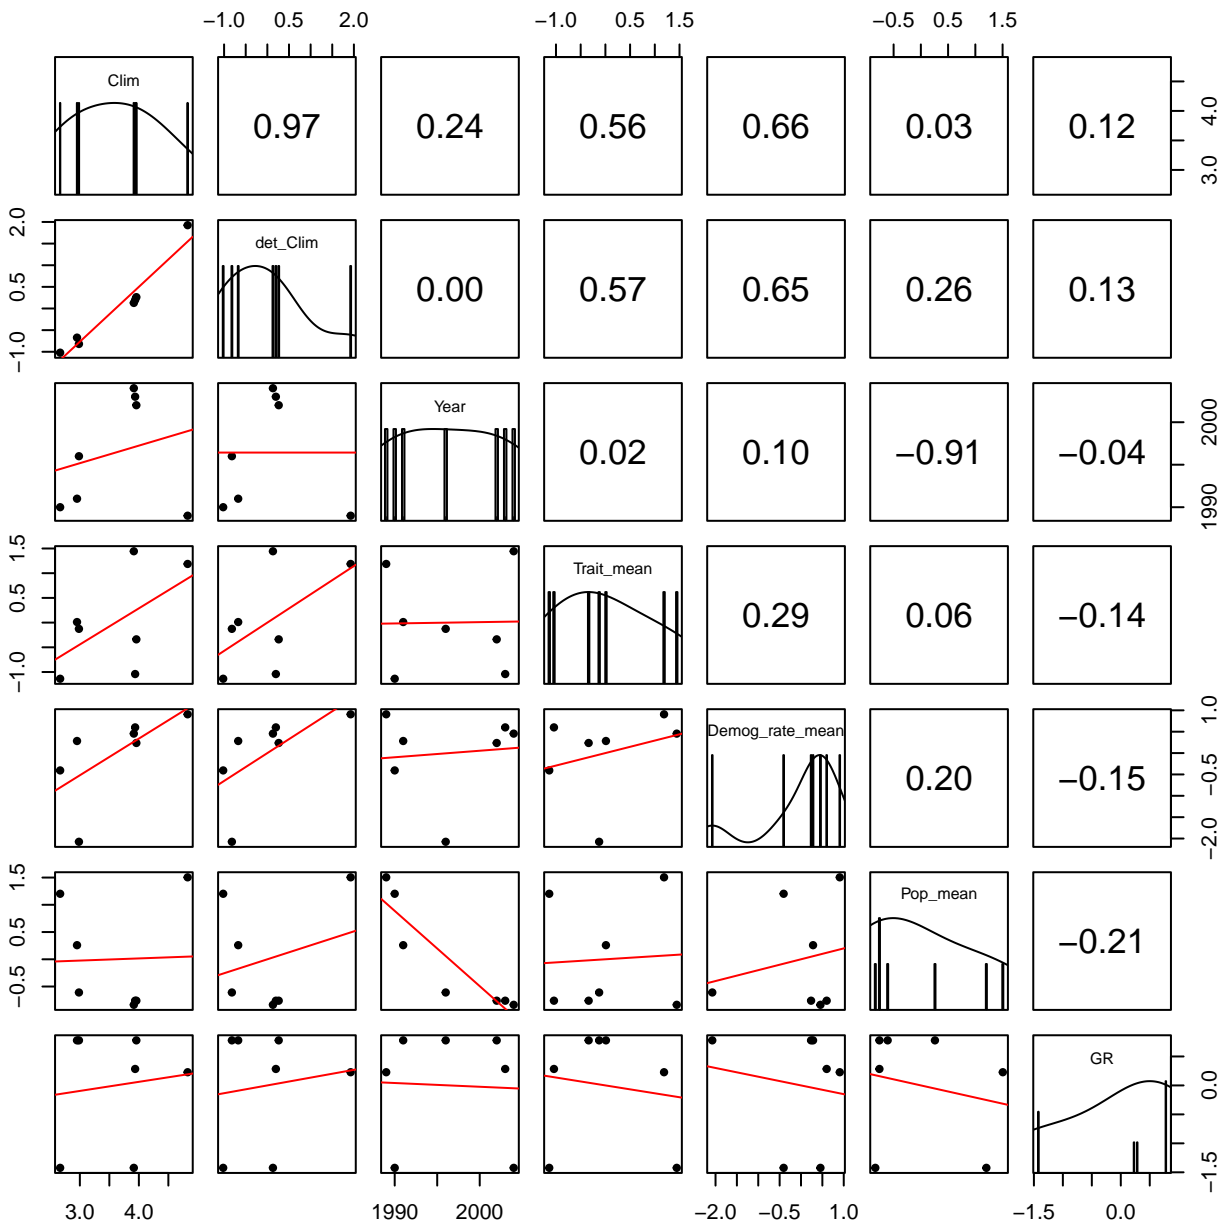 −1.0 0.5 2.0 −1.0 0.5 1.5 −0.5 1.5
Clim 0.97 0.24 0.56 0.66 0.03 0.12 3.0 4.0
−1.0 0.5 2.0 det_Clim 0.00 0.57 0.65 0.26 0.13
Year 0.02 0.10 −0.91 −0.04 1990 2000
−1.0 0.5 1.5 Trait_mean 0.29 0.06 −0.14
Demog_rate_mean 0.20 −0.15 −2.0 −0.5 1.0
−0.5 0.5 1.5 Pop_mean −0.21
GR −1.5 0.0
3.0 4.0 1990 2000 −2.0 −0.5 1.0 −1.5 0.0